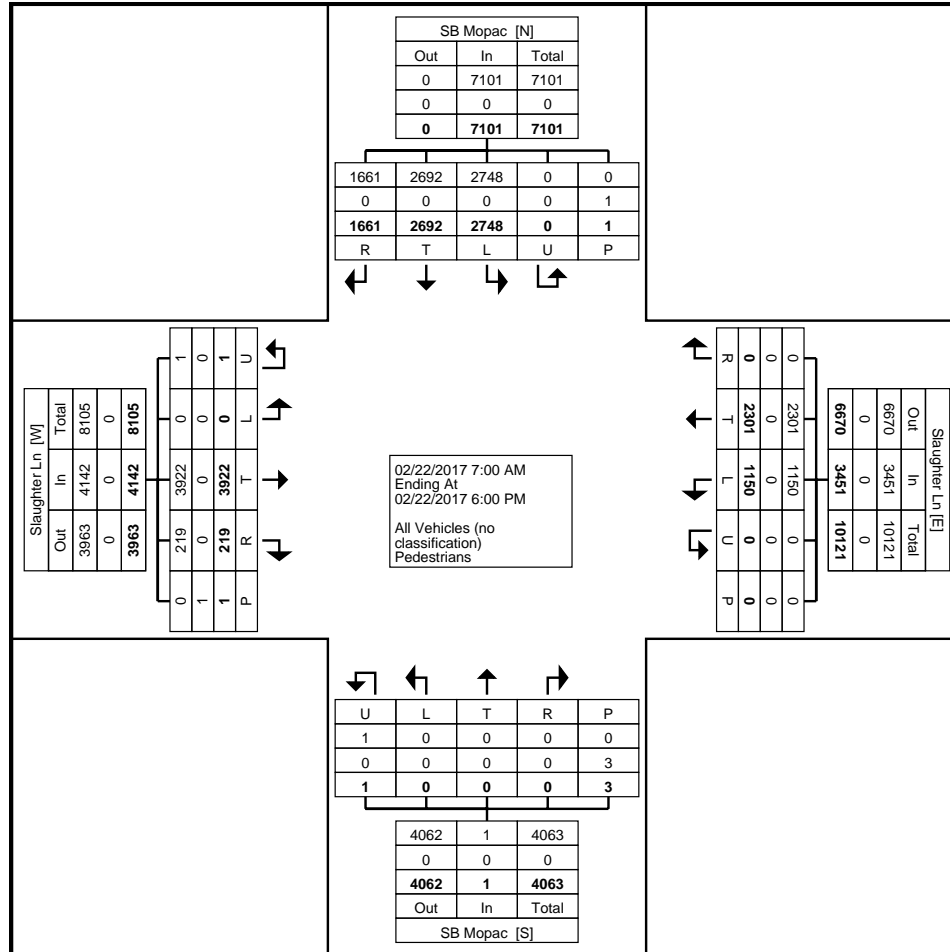 SB Mopac [N]
Out In Total
0 7101 7101
0 0 0
0 7101 7101
1661 2692 2748 0 0
0 0 0 0 1
1661 2692 2748 0 1
R T L U P
Slaughter Ln [W]
Total In Out
8105 4142 3963
0 0 0
8105 4142 3963
1 0 3922 219 0
0 0 0 0 1
1 0 3922 219 1
U L T R P
02/22/2017 7:00 AM
Ending At
02/22/2017 6:00 PM
All Vehicles (no
classification)
Pedestrians
Slaughter Ln [E]
Out In Total
6670 3451 10121
0 0 0
6670 3451 10121
0 2301 1150 0 0
0 0 0 0 0
0 2301 1150 0 0
R T L U P
U L T R P
1 0 0 0 0
0 0 0 0 3
1 0 0 0 3
4062 1 4063
0 0 0
4062 1 4063
Out In Total
SB Mopac [S]